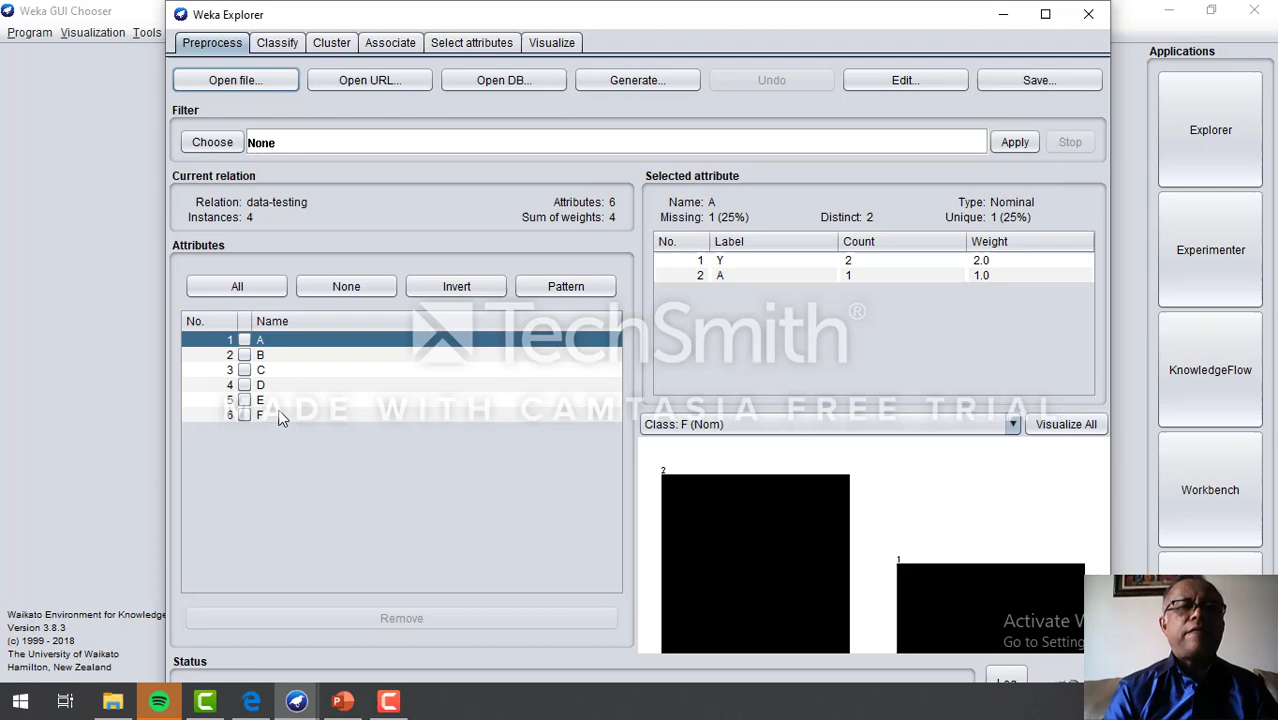 Weka GUI Chooser
Program Visualization Tools
Weka Explorer
Preprocess Classify Cluster Associate Select attributes Visualize
Open file... Open URL... Open DB... Generate... Undo Edit... Save...
Filter
Choose None Apply Stop
Current relation
Relation: data-testing Attributes: 6
Instances: 4 Sum of weights: 4
Selected attribute
Name: A Type: Nominal
Missing: 1 (25%) Distinct: 2 Unique: 1 (25%)
No. Label Count Weight
1 Y 2 2.0
2 A 1 1.0
Attributes
All None Invert Pattern
No. Name
1 A
2 B
3 C
4 D
5 E
6 F
TechSmith®
MADE WITH CAMTASIA FREE TRIAL
Class: F (Nom) Visualize All
2
1
Remove
Status
Applications
Explorer
Experimenter
KnowledgeFlow
Workbench
Waikato Environment for Knowledge
Version 3.8.3
(c) 1999 - 2018
The University of Waikato
Hamilton, New Zealand
Activate W
Go to Setting